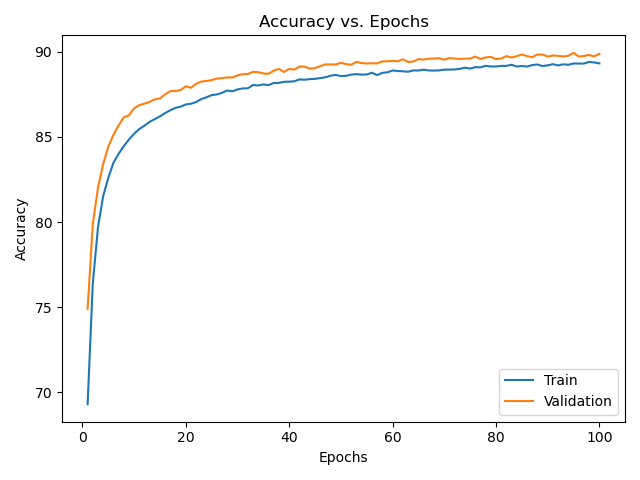 Accuracy vs. Epochs
Accuracy
90
85
80
75
70
0 20 40 60 80 100
Epochs
Train
Validation